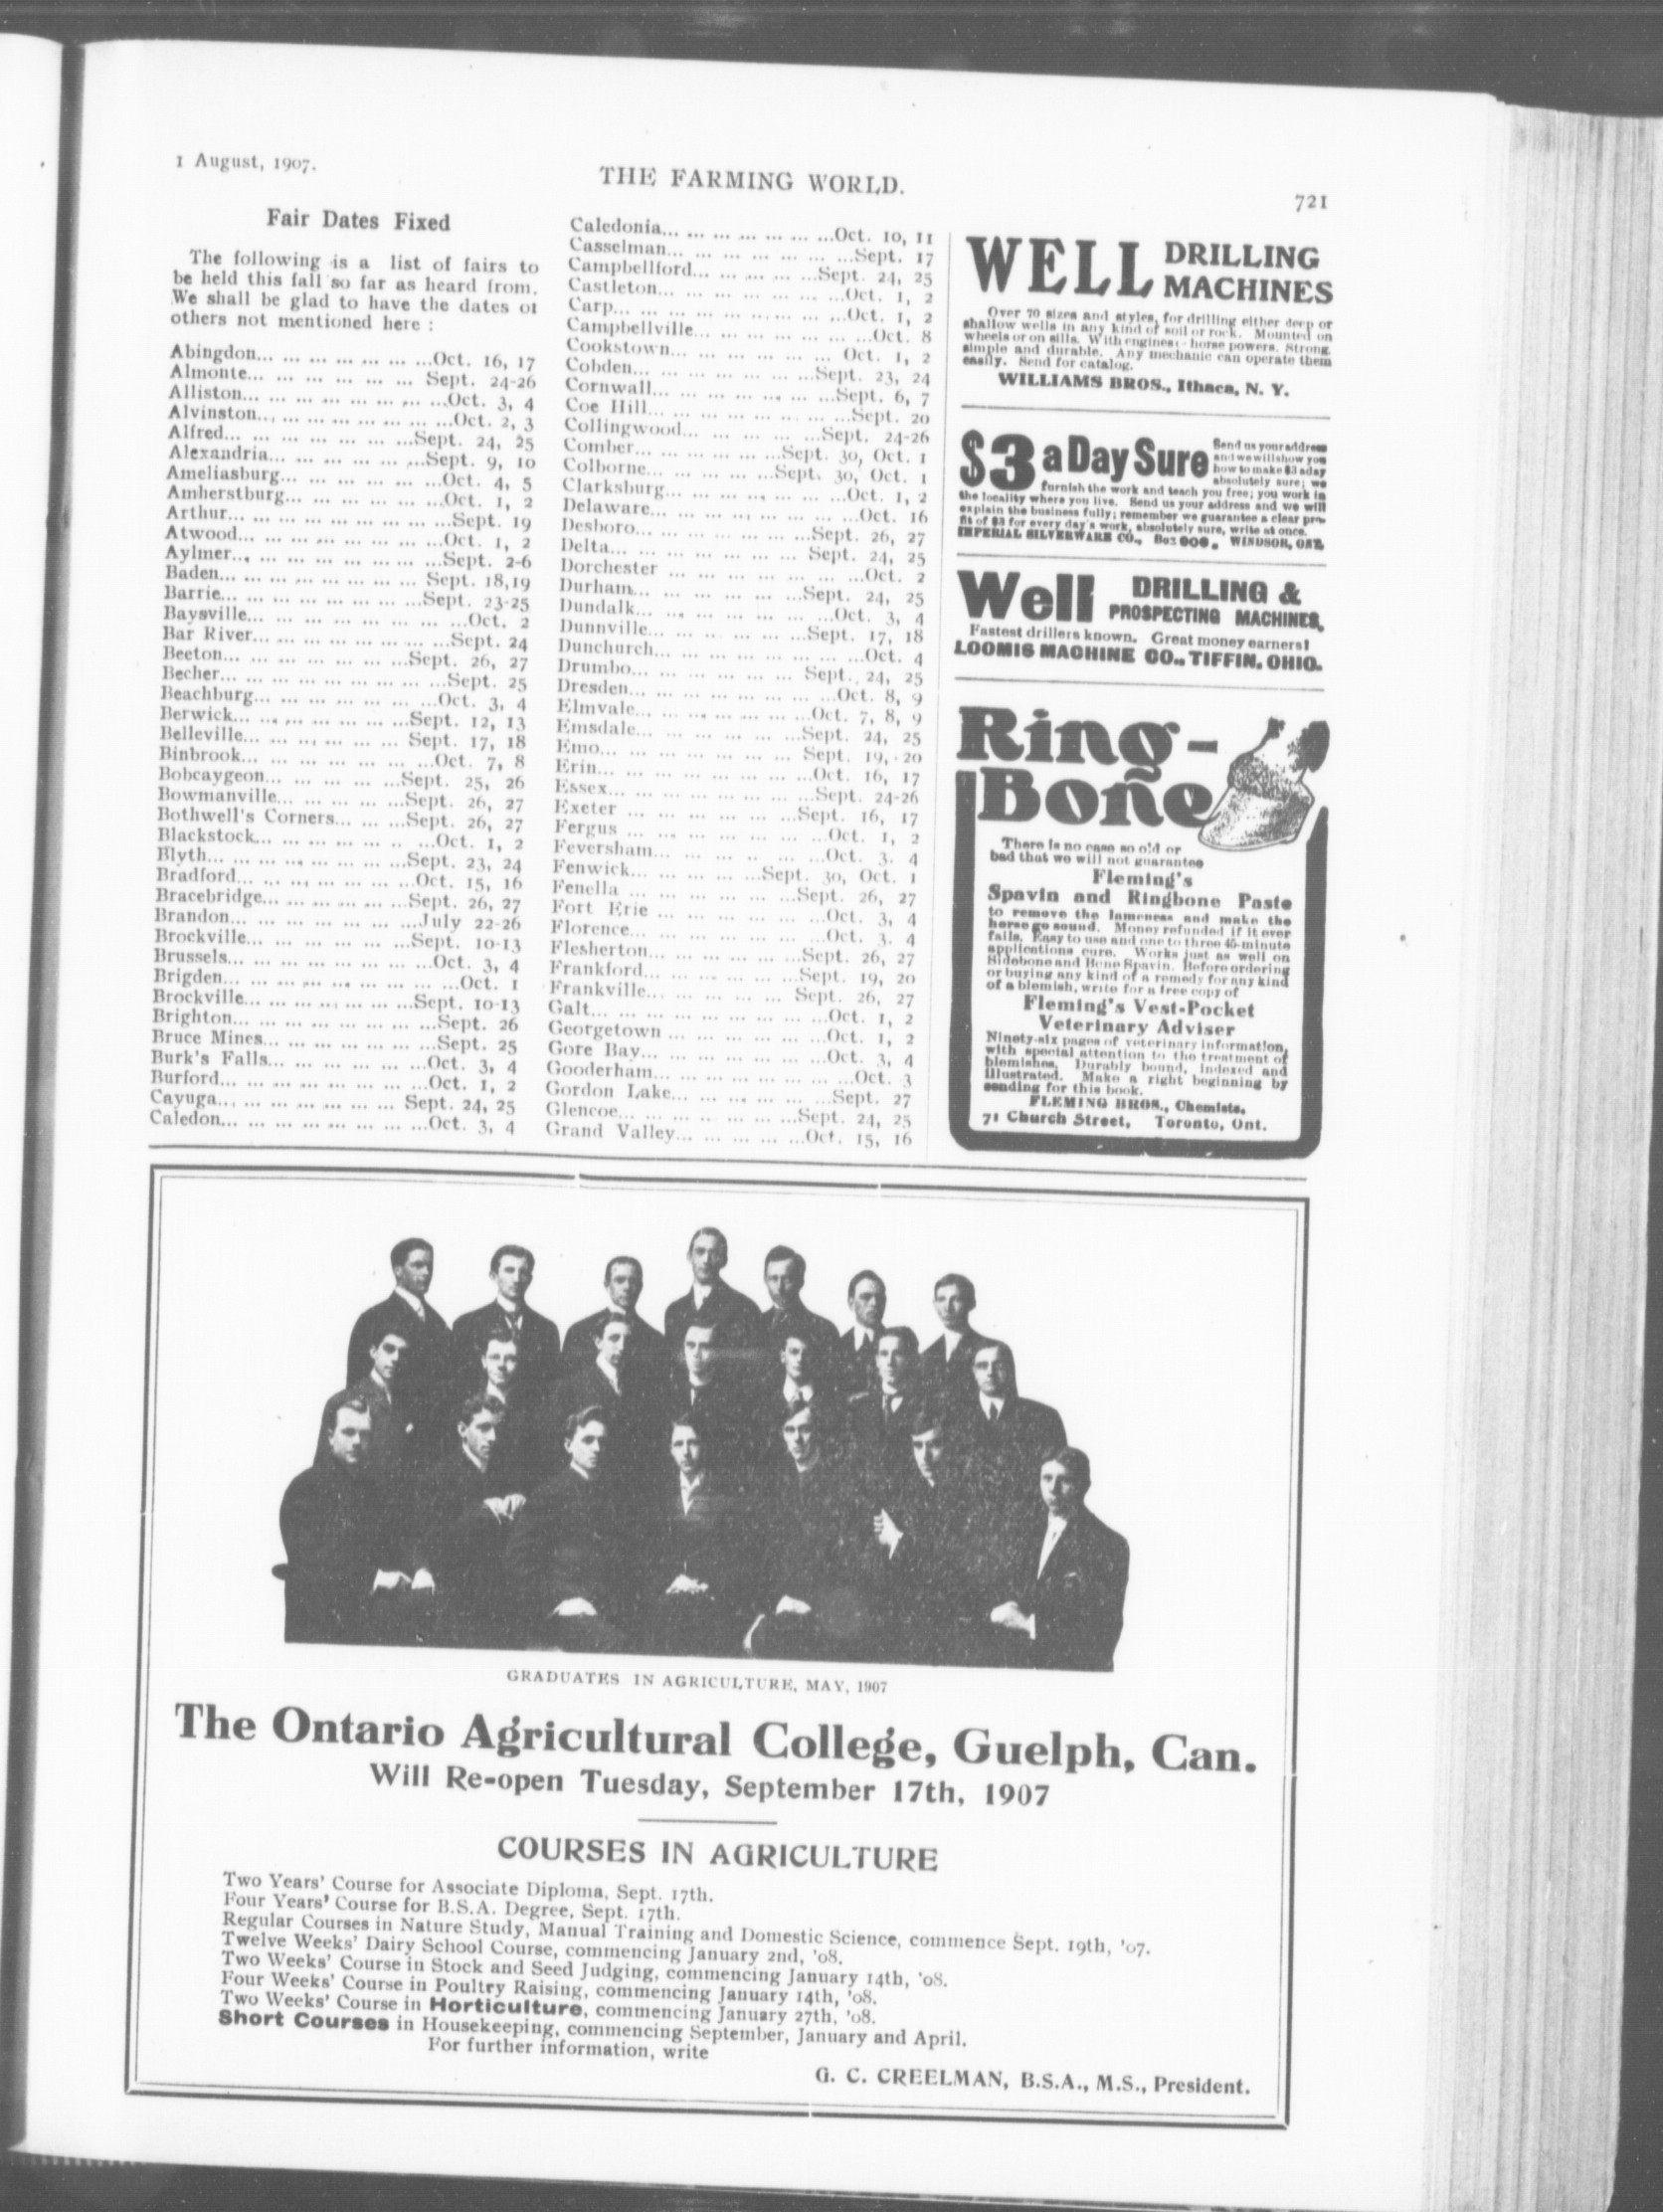 1 August, 1907.
THE FARMING WORLD.
721
Fair Dates Fixed
The following is a list of fairs to
be held this fall so far as heard from.
We shall be glad to have the dates of
others not mentioned here :
Abingdon... ... ... ... ... ... ...Oct. 16, 17
Almonte... ... ... ... ... ... Sept. 24-26
Alliston... ... ... ... ... ... ... ...Oct. 3, 4
Alvinston... ... ... ... ... ... ... ...Oct. 2, 3
Alfred... ... ... ... ... ... ... ...Sept. 24, 25
Alexandria... ... ... ... ... ...Sept. 9, 10
Ameliasburg... ... ... ... ... ...Oct. 4, 5
Amherstburg... ... ... ... ... ...Oct. 1, 2
Arthur... ... ... ... ... ... ... ... ...Sept. 19
Atwood... ... ... ... ... ... ... ...Oct. 1, 2
Aylmer... ... ... ... ... ... ... ...Sept. 2-6
Baden... ... ... ... ... ... ... Sept. 18,19
Barrie... ... ... ... ... ... ... ...Sept. 23-25
Baysville... ... ... ... ... ... ... ...Oct. 2
Bar River... ... ... ... ... ... ...Sept. 24
Beeton... ... ... ... ... ... ...Sept. 26, 27
Becher... ... ... ... ... ... ... ...Sept. 25
Beachburg... ... ... ... ... ... ...Oct. 3, 4
Berwick... ... ... ... ... ... ...Sept. 12, 13
Belleville... ... ... ... ... ... Sept. 17, 18
Binbrook... ... ... ... ... ... ... ...Oct. 7, 8
Bobcaygeon... ... ... ... ...Sept. 25, 26
Bowmanville... ... ... ... ...Sept. 26, 27
Bothwell's Corners... ... ...Sept. 26, 27
Blackstock... ... ... ... ... .. ...Oct. 1, 2
Blyth... ... ... ... ... ... ... ...Sept. 23, 24
Bradford... ... ... ... ... ... ...Oct. 15, 16
Bracebridge... ... ... ... ... ...Sept. 26, 27
Brandon... ... ... ... ... ... ...July 22-26
Brockville... ... ... ... ... ...Sept. 10-13
Brussels... ... ... ... ... ... ... ...Oct. 3, 4
Brigden... ... ... ... ... ... ... ... ...Oct. 1
Brockville... ... ... ... ... ... ...Sept. 10-13
Brighton... ... ... ... ... ... ... ...Sept. 26
Bruce Mines... ... ... ... ... ... ...Sept. 25
Burk's Falls... ... ... ... ... ...Oct. 3, 4
Burford... ... ... ... ... ... ... ...Oct. 1, 2
Cayuga... ... ... ... ... ... ... Sept. 24, 25
Caledon... ... ... ... ... ... ... ...Oct. 3, 4
Caledonia... ... ... ... ... ... ...Oct. 10, 11
Casselman... ... ... ... ... ... ...Sept. 17
Campbellford... ... ... ... ...Sept. 24, 25
Castleton... ... ... ... ... ... ...Oct. 1, 2
Carp... ... ... ... ... ... ... ... ...Oct. 1, 2
Campbellville... ... ... ... ... ... ...Oct. 8
Cookstown... ... ... ... ... ... Oct. 1, 2
Cobden... ... ... ... ... ... ...Sept. 23, 24
Cornwall... ... ... ... ... ... ...Sept. 6, 7
Coe Hill... ... ... ... ... ... ... ...Sept. 20
Collingwood... ... ... ... ...Sept. 24-26
Comber... ... ... ... ... ...Sept. 30, Oct. 1
Colborne... ... ... ... ...Sept. 30, Oct. 1
Clarksburg... ... ... ... ... ... ...Oct. 1, 2
Delaware... ... ... ... ... ... ... ...Oct. 16
Desboro... ... ... ... ... ... ...Sept. 26, 27
Delta... ... ... ... ... ... ... Sept. 24, 25
Dorchester ... ... ... ... ... ... ...Oct. 2
Durham... ... ... ... ... ... ...Sept. 24, 25
Dundalk... ... ... ... ... ... ... ...Oct. 3, 4
Dunnville... ... ... ... ... ...Sept. 17, 18
Dunchurch... ... ... ... ... ... ... ...Oct. 4
Drumbo... ... ... ... ... ... Sept. 24, 25
Dresden... ... ... ... ... ... ... ...Oct. 8, 9
Elmvale... ... ... ... ... ... ...Oct. 7, 8, 9
Emsdale... ... ... ... ... ... ...Sept. 24, 25
Emo... ... ... ... ... ... ... Sept. 19, 20
Erin... ... ... ... ... ... ... ... ...Oct. 16, 17
Essex... ... ... ... ... ... ... ...Sept. 24-26
Exeter ... ... ... ... ... ... ...Sept. 16, 17
Fergus ... ... ... ... ... ... ... ...Oct. 1, 2
Feversham... ... ... ... ... ... ...Oct. 3. 4
Fenwick... ... ... ... ...Sept. 30, Oct. 1
Fenella ... ... ... ... ... ... ...Sept. 26, 27
Fort Erie ... ... ... ... ... ... ...Oct. 3, 4
Florence... ... ... ... ... ... ... ...Oct. 3. 4
Flesherton... ... ... ... ... ...Sept. 26, 27
Frankford... ... ... ... ... ...Sept. 19, 20
Frankville... ... ... ... ... ... Sept. 26, 27
Galt... ... ... ... ... ... ... ... ...Oct. 1, 2
Georgetown ... ... ... ... ... ...Oct. 1, 2
Gore Bay... ... ... ... ... ... ...Oct. 3, 4
Gooderham... ... ... ... ... ... ... ...Oct. 3
Gordon Lake... ... ... ... ... ...Sept. 27
Glencoe... ... ... ... ... ... ...Sept. 24, 25
Grand Valley... ... ... ... ...Oct. 15, 16
WELL DRILLING
MACHINES
Over 70 sizes and styles, for drilling either deep or
shallow wells in any kind of soil or rock. Mounted on
wheels or on sills. With engines or horse powers. Strong,
simple and durable. Any mechanic can operate them
easily. Send for catalog.
WILLIAMS BROS., Ithaca, N. Y.
$3 a Day Sure
Send us your address
and we will show you
how to make $3 a day
absolutely sure; we
furnish the work and teach you free; you work in
the locality where you live. Send us your address and we will
explain the business fully; remember we guarantee a clear pro-
fit of $3 for every day's work, absolutely sure, write at once.
IMPERIAL SILVERWARE CO., Box 906, WINDSOR, ONT.
Well DRILLING &
PROSPECTING MACHINES,
Fastest drillers known. Great money earners!
LOOMIS MACHINE CO., TIFFIN, OHIO.
Ring-
Bone
There is no case so old or
bad that we will not guarantee
Fleming's
Spavin and Ringbone Paste
to remove the lameness and make the
horse go sound. Money refunded if it ever
fails. Easy to use and one to three 45-minute
applications cure. Works just as well on
Sidebone and Bone Spavin. Before ordering
or buying any kind of a remedy for any kind
of a blemish, write for a free copy of
Fleming's Vest-Pocket
Veterinary Adviser
Ninety-six pages of veterinary information,
with special attention to the treatment of
blemishes. Durably bound, indexed and
illustrated. Make a right beginning by
sending for this book.
FLEMING BROS., Chemists,
71 Church Street, Toronto, Ont.
GRADUATES IN AGRICULTURE, MAY, 1907
The Ontario Agricultural College, Guelph, Can.
Will Re-open Tuesday, September 17th, 1907
COURSES IN AGRICULTURE
Two Years' Course for Associate Diploma, Sept. 17th.
Four Years' Course for B.S.A. Degree, Sept. 17th.
Regular Courses in Nature Study, Manual Training and Domestic Science, commence Sept. 19th, '07.
Twelve Weeks' Dairy School Course, commencing January 2nd, '08.
Two Weeks' Course in Stock and Seed Judging, commencing January 14th, '08.
Four Weeks' Course in Poultry Raising, commencing January 14th, '08.
Two Weeks' Course in Horticulture, commencing January 27th, '08.
Short Courses in Housekeeping, commencing September, January and April.
For further information, write
G. C. CREELMAN, B.S.A., M.S., President.